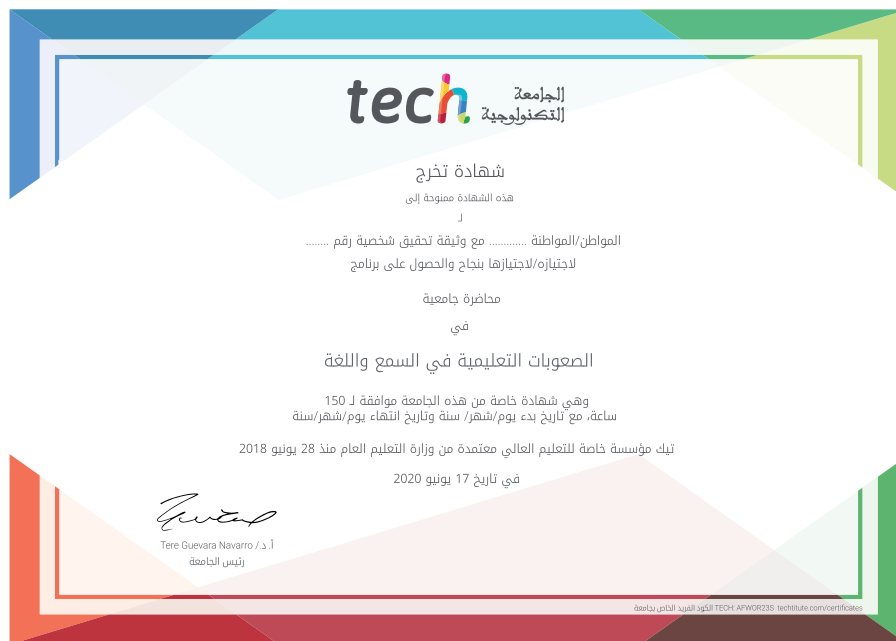 tech الجامعة
التكنولوجية
شهادة تخرج
هذه الشهادة ممنوحة إلى
لـ
المواطن/المواطنة ............ مع وثيقة تحقيق شخصية رقم ........
لاجتيازه/لاجتيازها بنجاح والحصول على برنامج
محاضرة جامعية
في
الصعوبات التعليمية في السمع واللغة
وهي شهادة خاصة من هذه الجامعة موافقة لـ 150
ساعة، مع تاريخ بدء يوم/شهر/ سنة وتاريخ انتهاء يوم/شهر/سنة
تيك مؤسسة خاصة للتعليم العالي معتمدة من وزارة التعليم العام منذ 28 يونيو 2018
في تاريخ 17 يونيو 2020
أ. د./ Tere Guevara Navarro
رئيس الجامعة
الكود الفريد الخاص بجامعة TECH: AFWOR23S techtitute.com/certificates